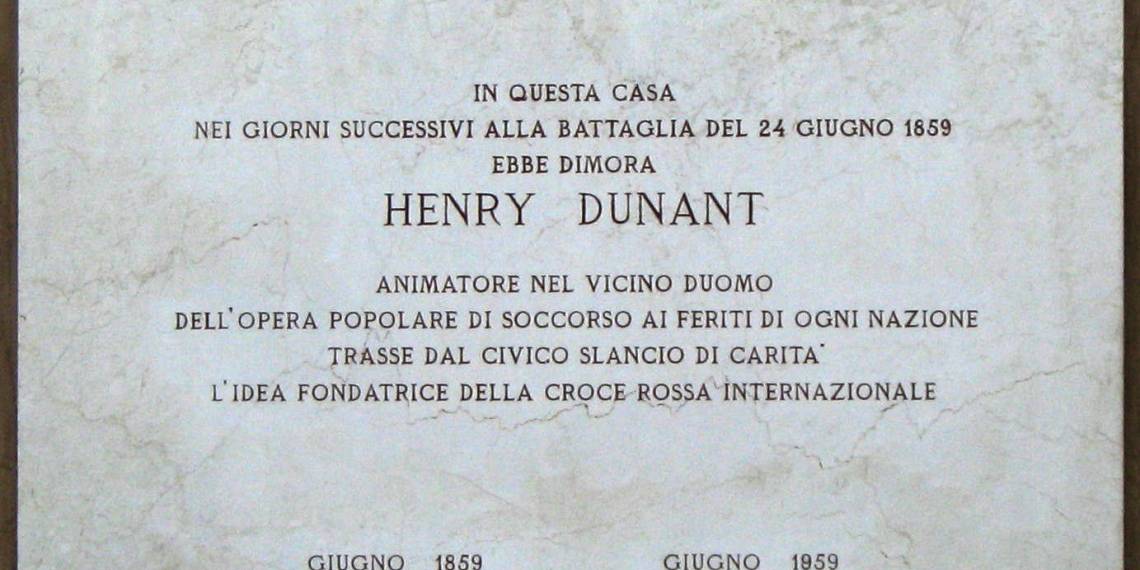 IN QUESTA CASA
NEI GIORNI SUCCESSIVI ALLA BATTAGLIA DEL 24 GIUGNO 1859
EBBE DIMORA
HENRY DUNANT
ANIMATORE NEL VICINO DUOMO
DELL'OPERA POPOLARE DI SOCCORSO AI FERITI DI OGNI NAZIONE
TRASSE DAL CIVICO SLANCIO DI CARITA'
L'IDEA FONDATRICE DELLA CROCE ROSSA INTERNAZIONALE
GIUGNO 1859 GIUGNO 1959